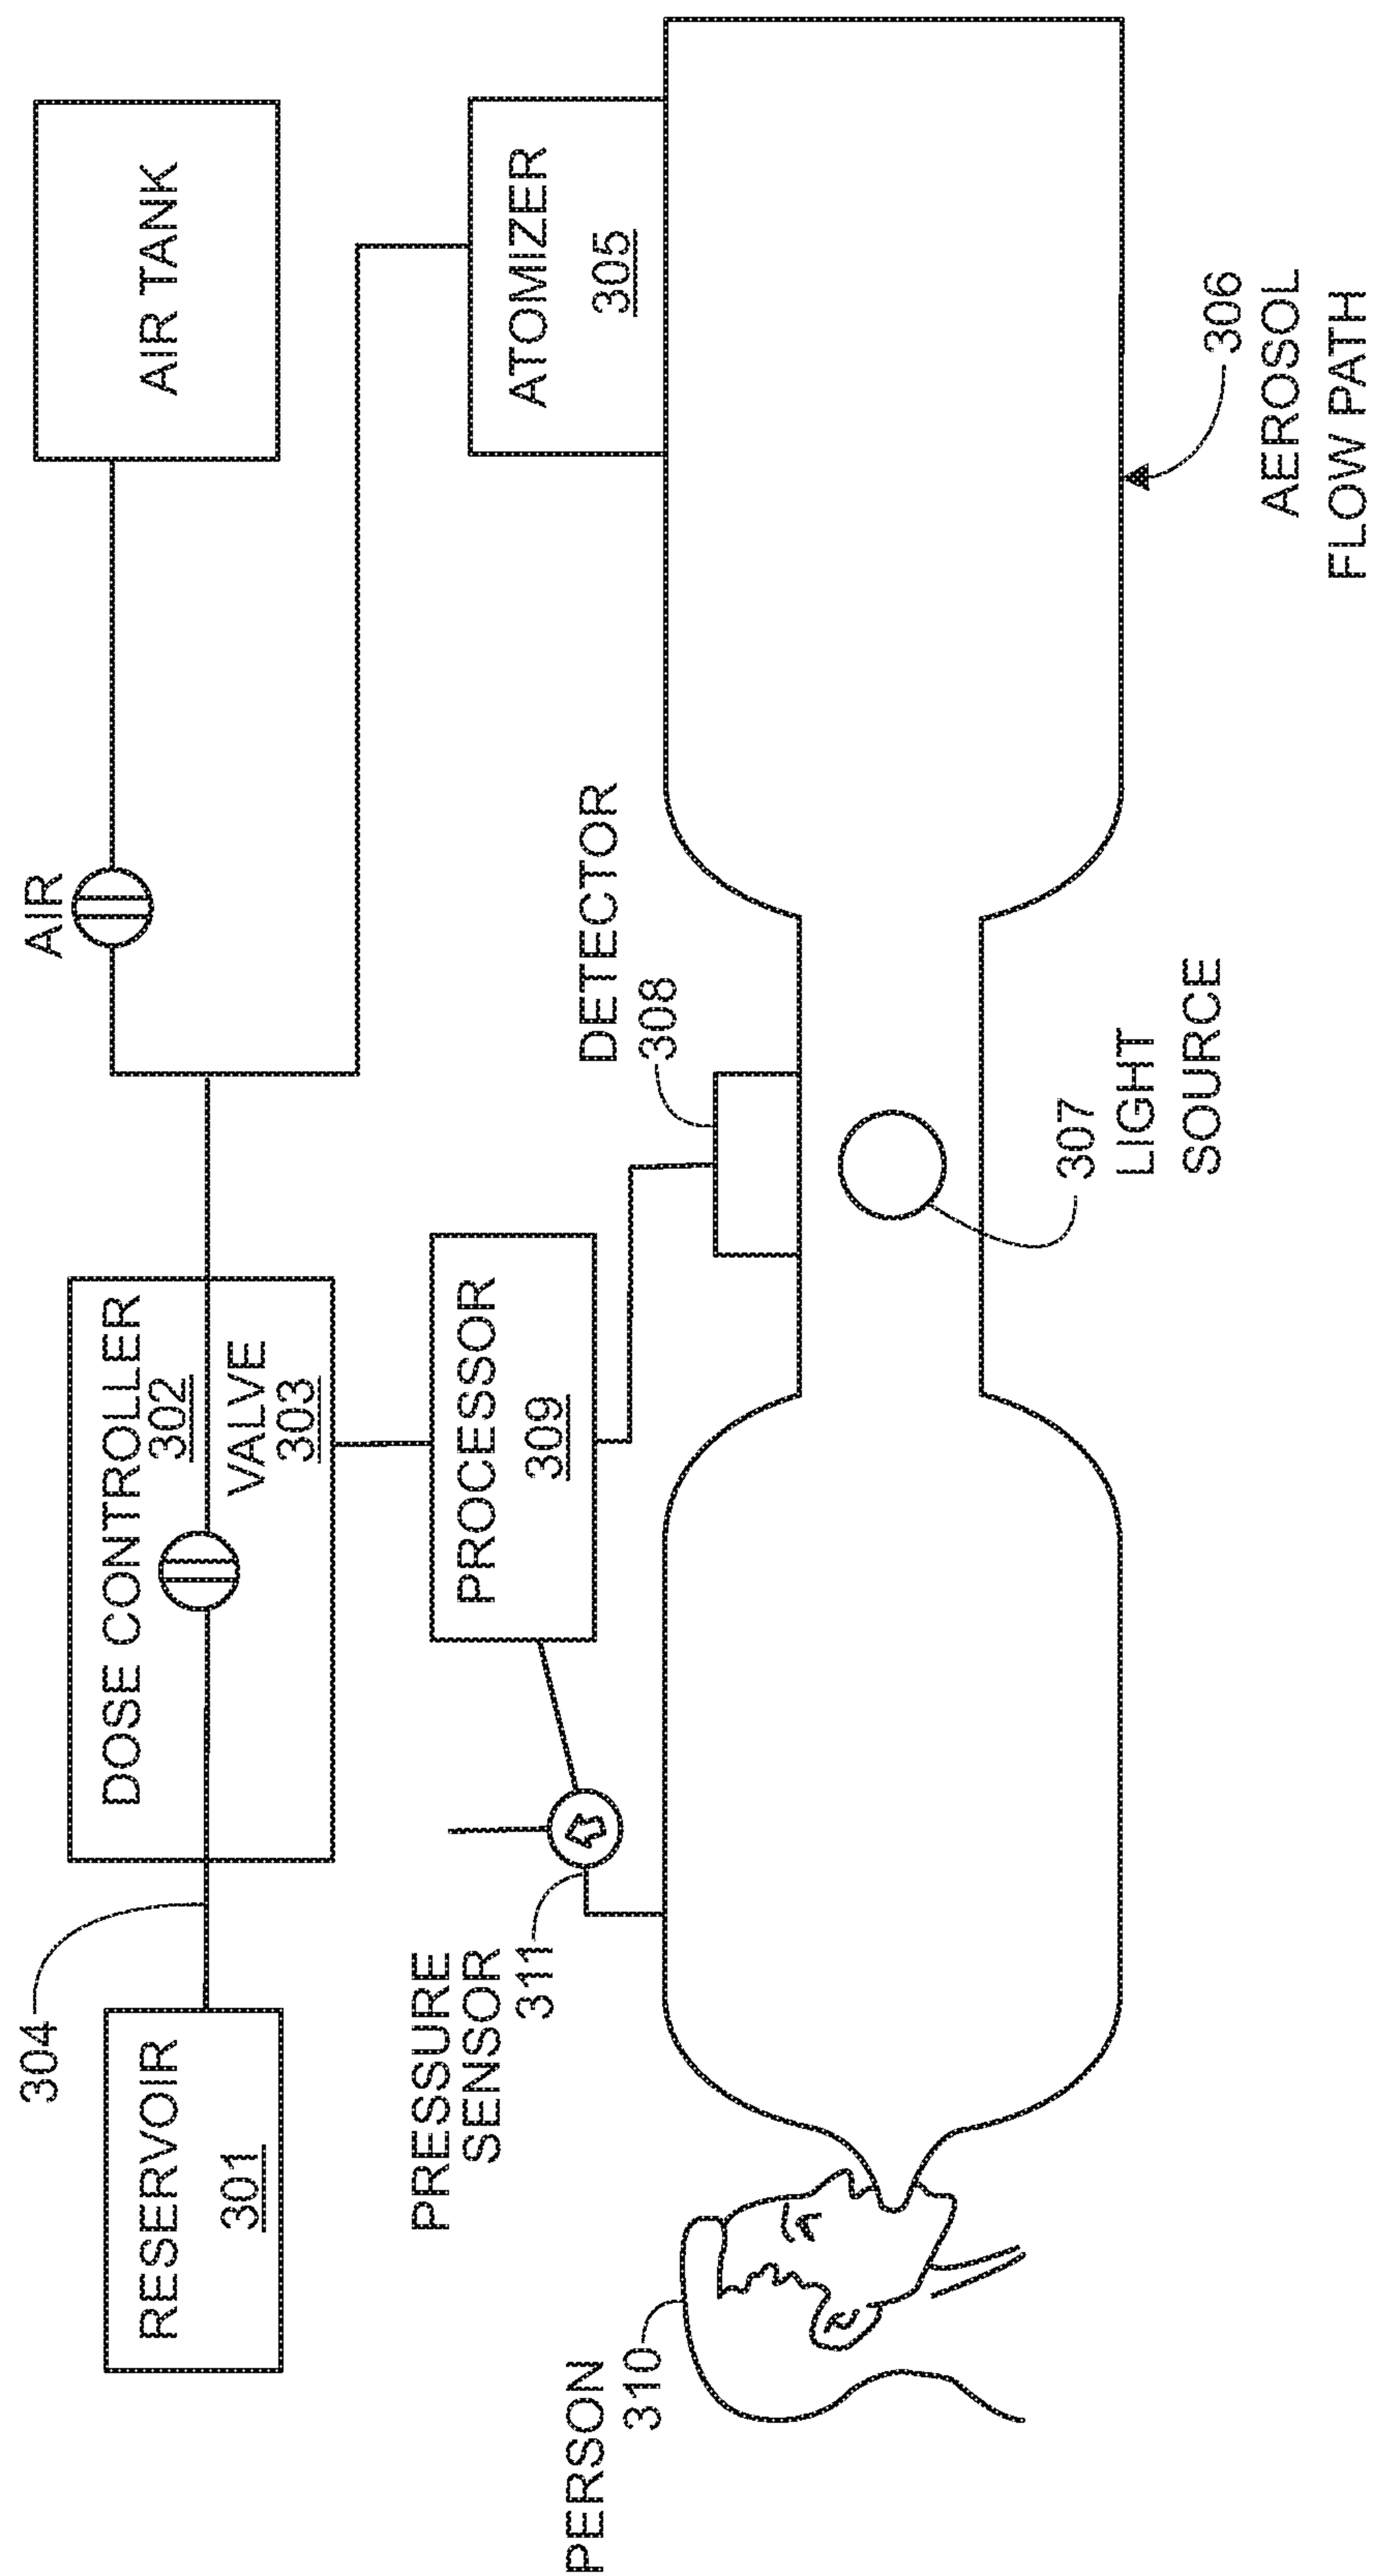 AIR
AIR TANK
304
RESERVOIR
301
DOSE CONTROLLER
302
VALVE
303
ATOMIZER
305
PROCESSOR
309
PRESSURE
SENSOR
311
DETECTOR
308
PERSON
310
307
LIGHT
SOURCE
306
AEROSOL
FLOW PATH